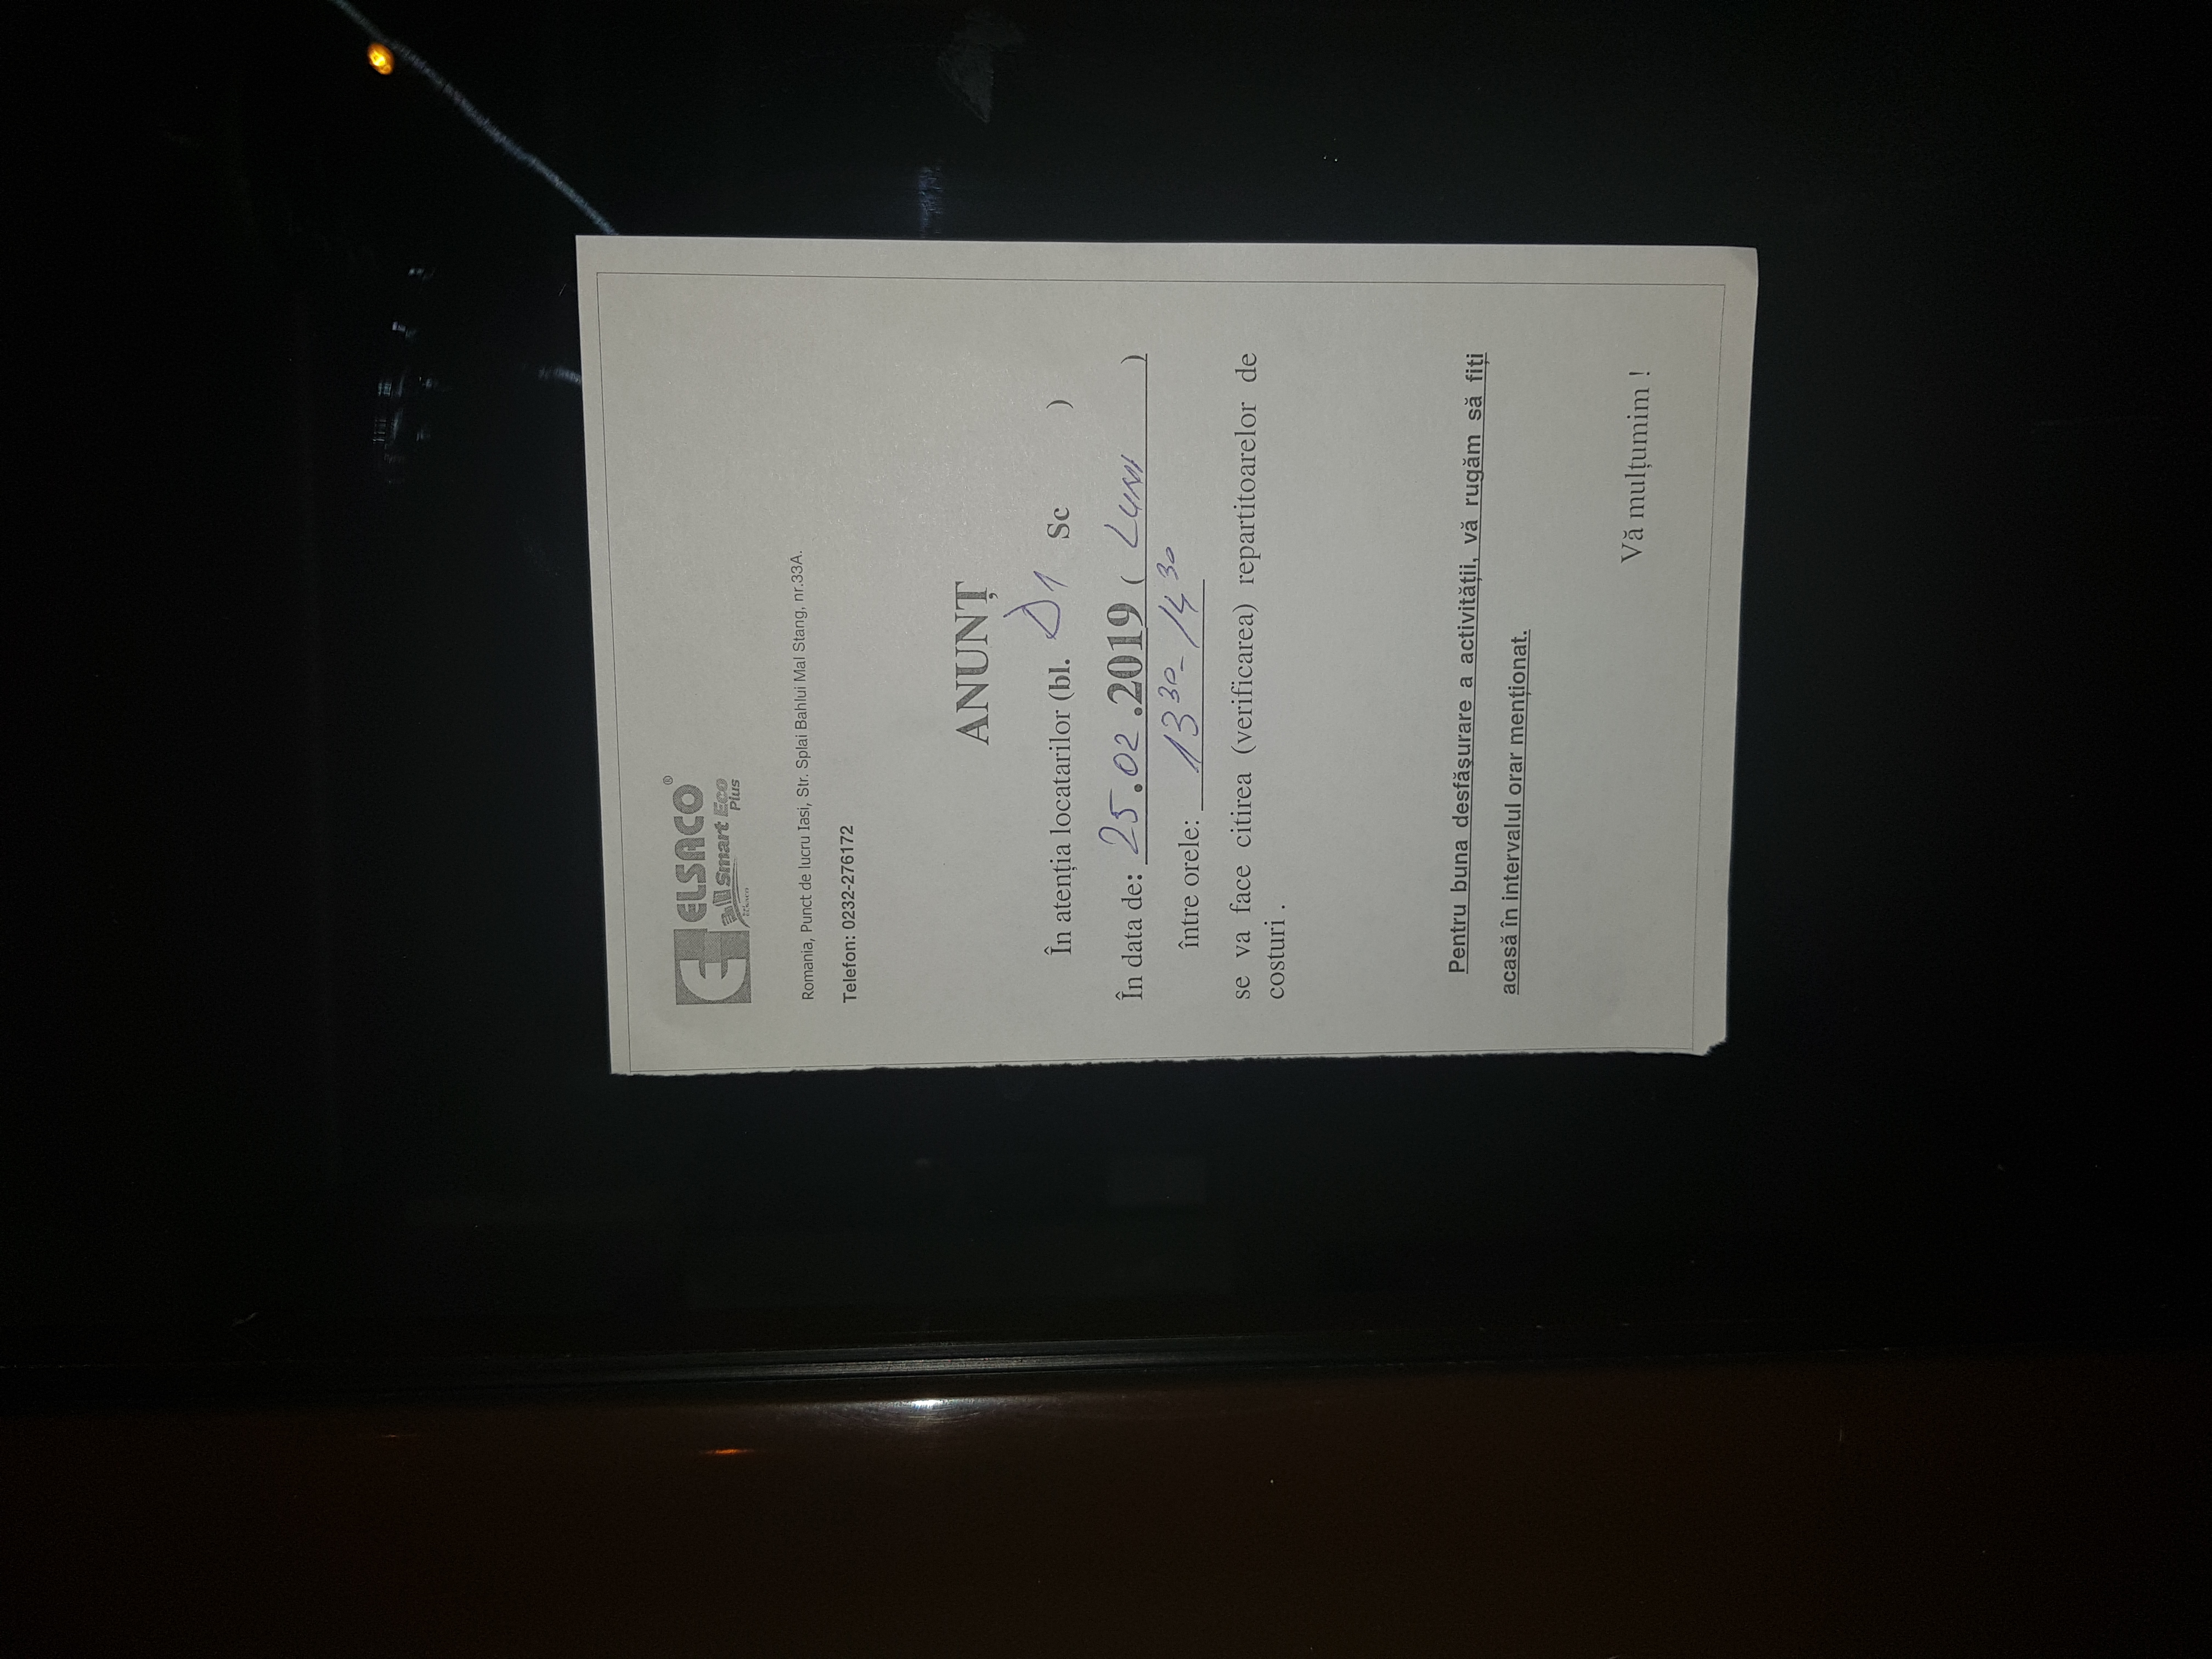 ELSACO®
Smart Eco
Plus
ELSACO
Romania, Punct de lucru Iasi, Str. Splai Bahlui Mal Stang, nr.33A.
Telefon: 0232-276172
ANUNȚ
În atenția locatarilor (bl. D1 Sc )
În data de: 25.02.2019 ( Luni )
între orele: 13 30 - 14 30
se va face citirea (verificarea) repartitoarelor de
costuri .
Pentru buna desfășurare a activității, vă rugăm să fiți
acasă în intervalul orar menționat.
Vă mulțumim !